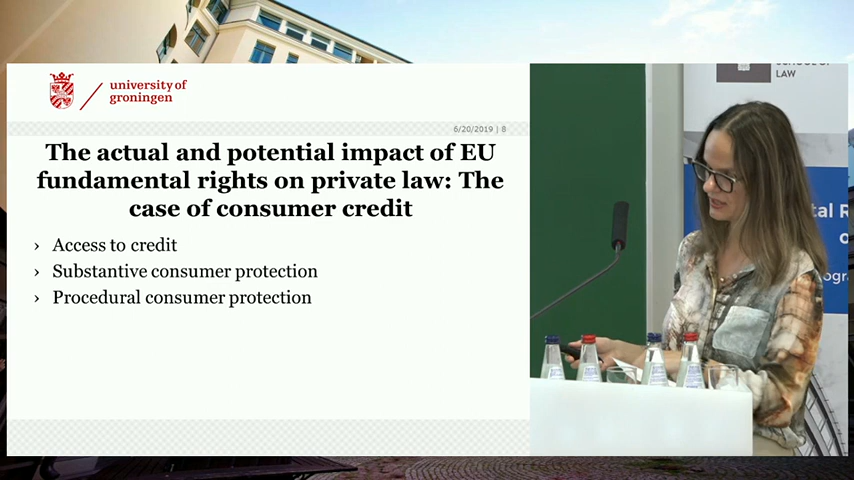 university of
groningen
6/20/2019 | 8
The actual and potential impact of EU
fundamental rights on private law: The
case of consumer credit
› Access to credit
› Substantive consumer protection
› Procedural consumer protection
LAW